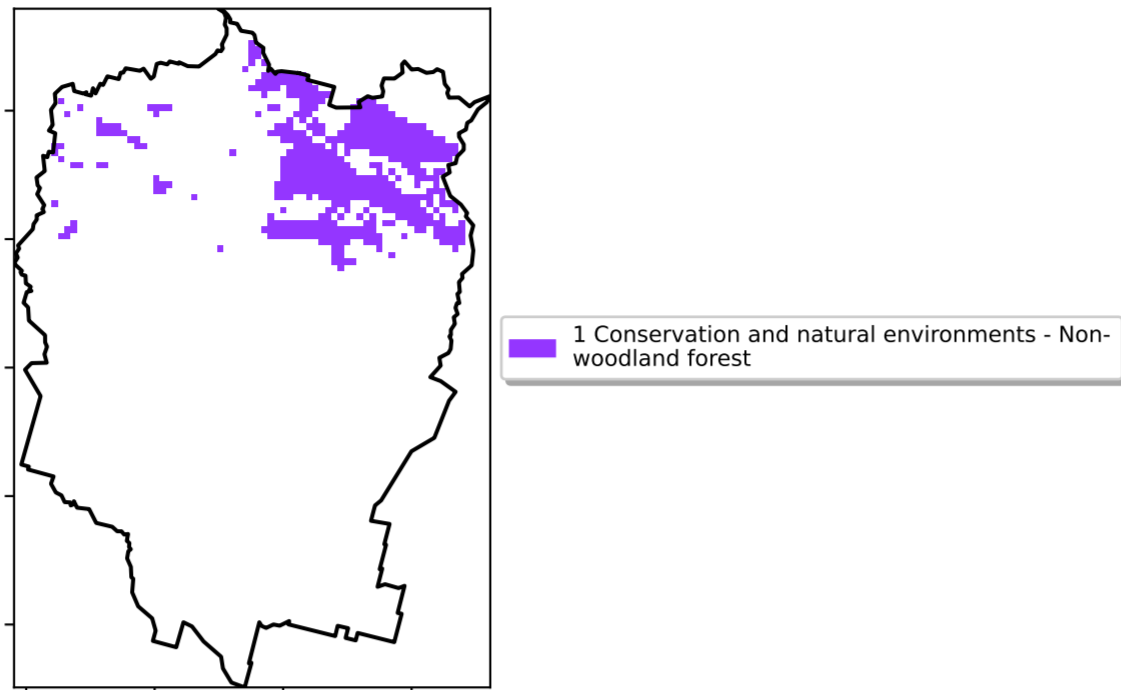 1 Conservation and natural environments - Non-
woodland forest